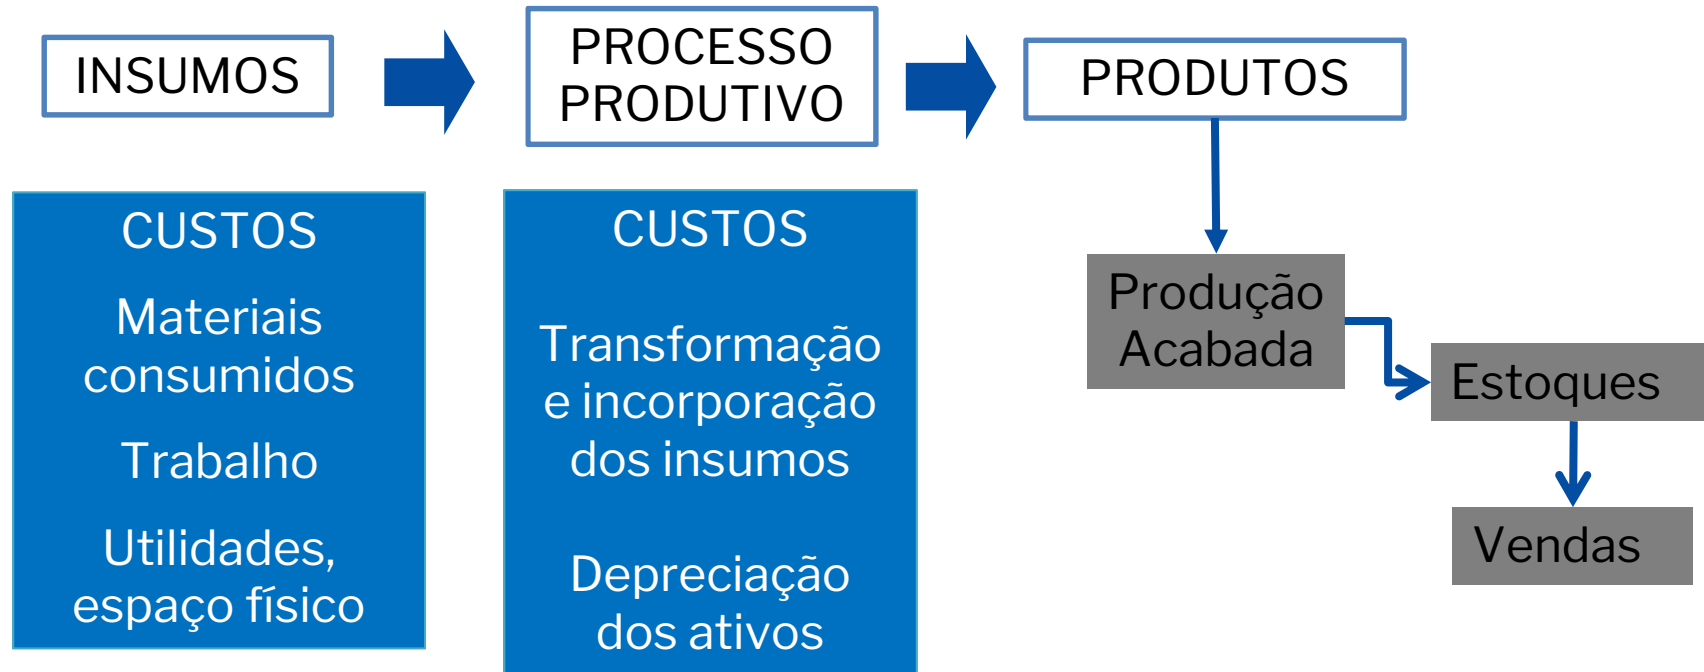 INSUMOS
PROCESSO
PRODUTIVO
PRODUTOS
CUSTOS
Materiais
consumidos
Trabalho
Utilidades,
espaço físico
CUSTOS
Transformação
e incorporação
dos insumos
Depreciação
dos ativos
Produção
Acabada
Estoques
Vendas